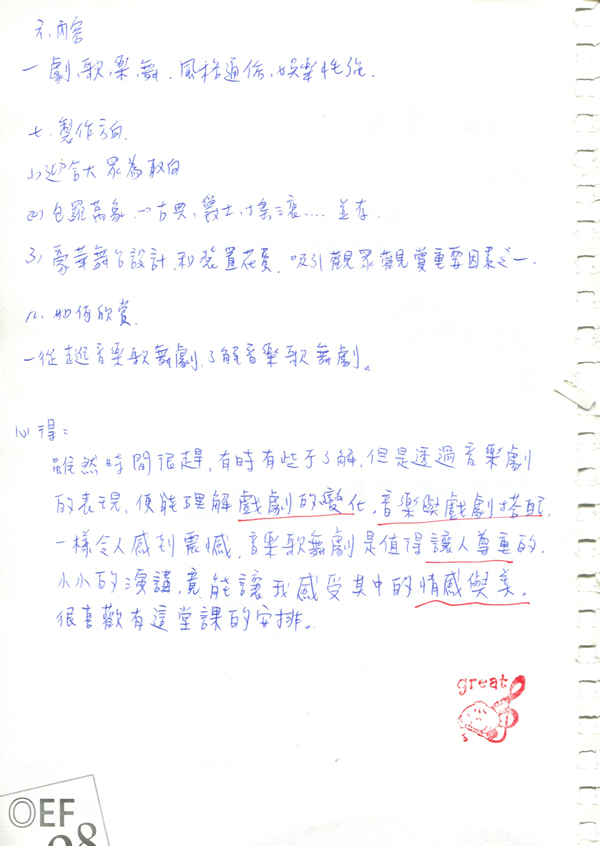 六、內容
一劇、歌、樂、舞、風格通俗,娛樂性強.
七、製作方向.
1)迎合大眾為取向
2)包羅萬象.一古典,爵士,搖滾....並存.
3)豪華舞台設計,和裝置花費,吸引觀眾觀賞重要因素之一.
八、如何欣賞.
一從走逛音樂歌舞劇,了解音樂歌舞劇。
心得:
雖然時間很趕,有時有些不了解,但是透過音樂劇
的表現,便能理解戲劇的變化,音樂與戲劇搭配,
一樣令人感到震憾,音樂歌舞劇是值得讓人尊重的,
小小的演講,竟能讓我感受其中的情感與美。
很喜歡有這堂課的安排。
great
OEF
98